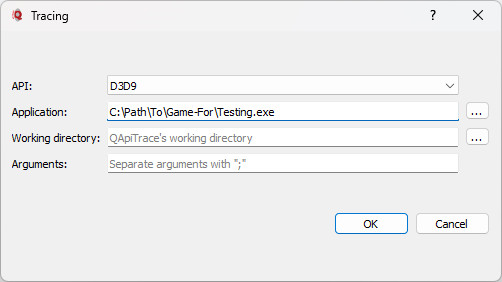 Tracing
API: D3D9
Application: C:\Path\To\Game-For\Testing.exe ...
Working directory: QApiTrace's working directory ...
Arguments: Separate arguments with ";"
OK Cancel